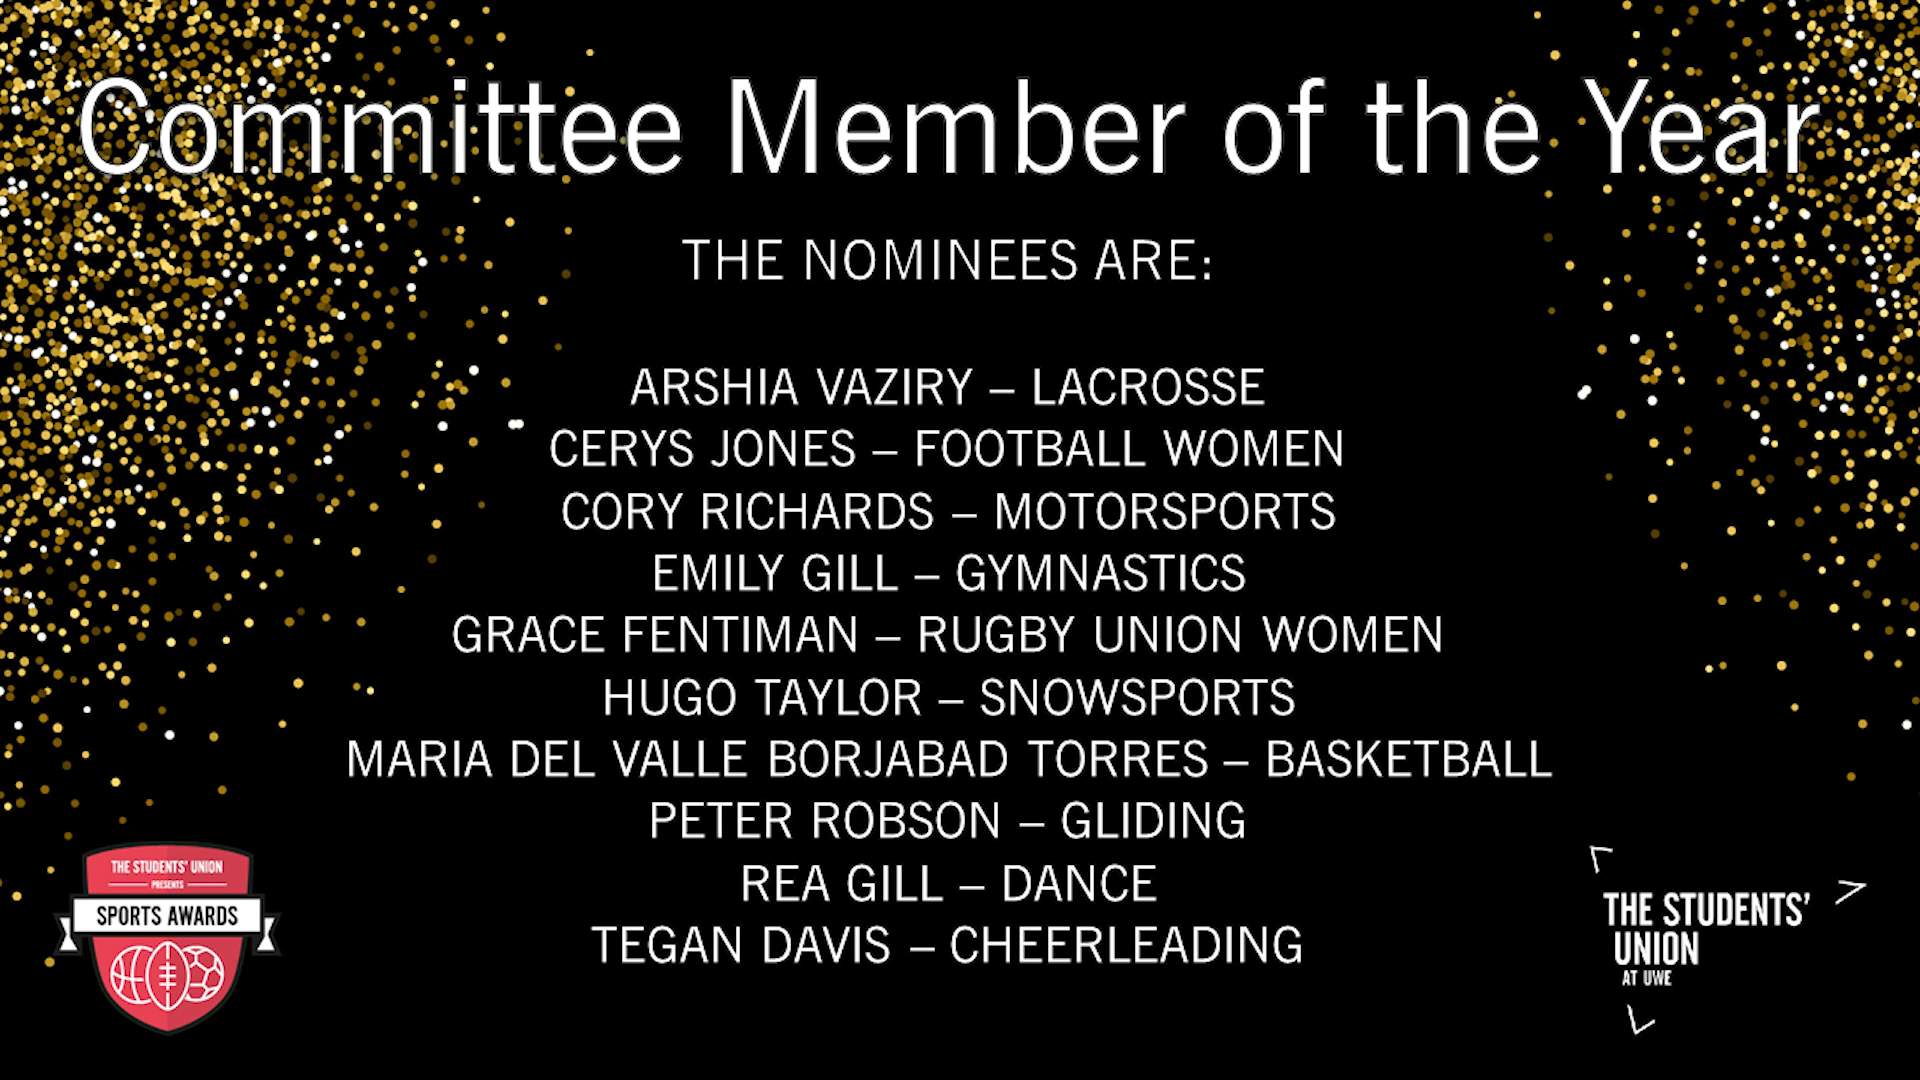 Committee Member of the Year
THE NOMINEES ARE:
ARSHIA VAZIRY – LACROSSE
CERYS JONES – FOOTBALL WOMEN
CORY RICHARDS – MOTORSPORTS
EMILY GILL – GYMNASTICS
GRACE FENTIMAN – RUGBY UNION WOMEN
HUGO TAYLOR – SNOWSPORTS
MARIA DEL VALLE BORJABAD TORRES – BASKETBALL
PETER ROBSON – GLIDING
REA GILL – DANCE
TEGAN DAVIS – CHEERLEADING
THE STUDENTS' UNION
PRESENTS
SPORTS AWARDS
THE STUDENTS'
UNION
AT UWE